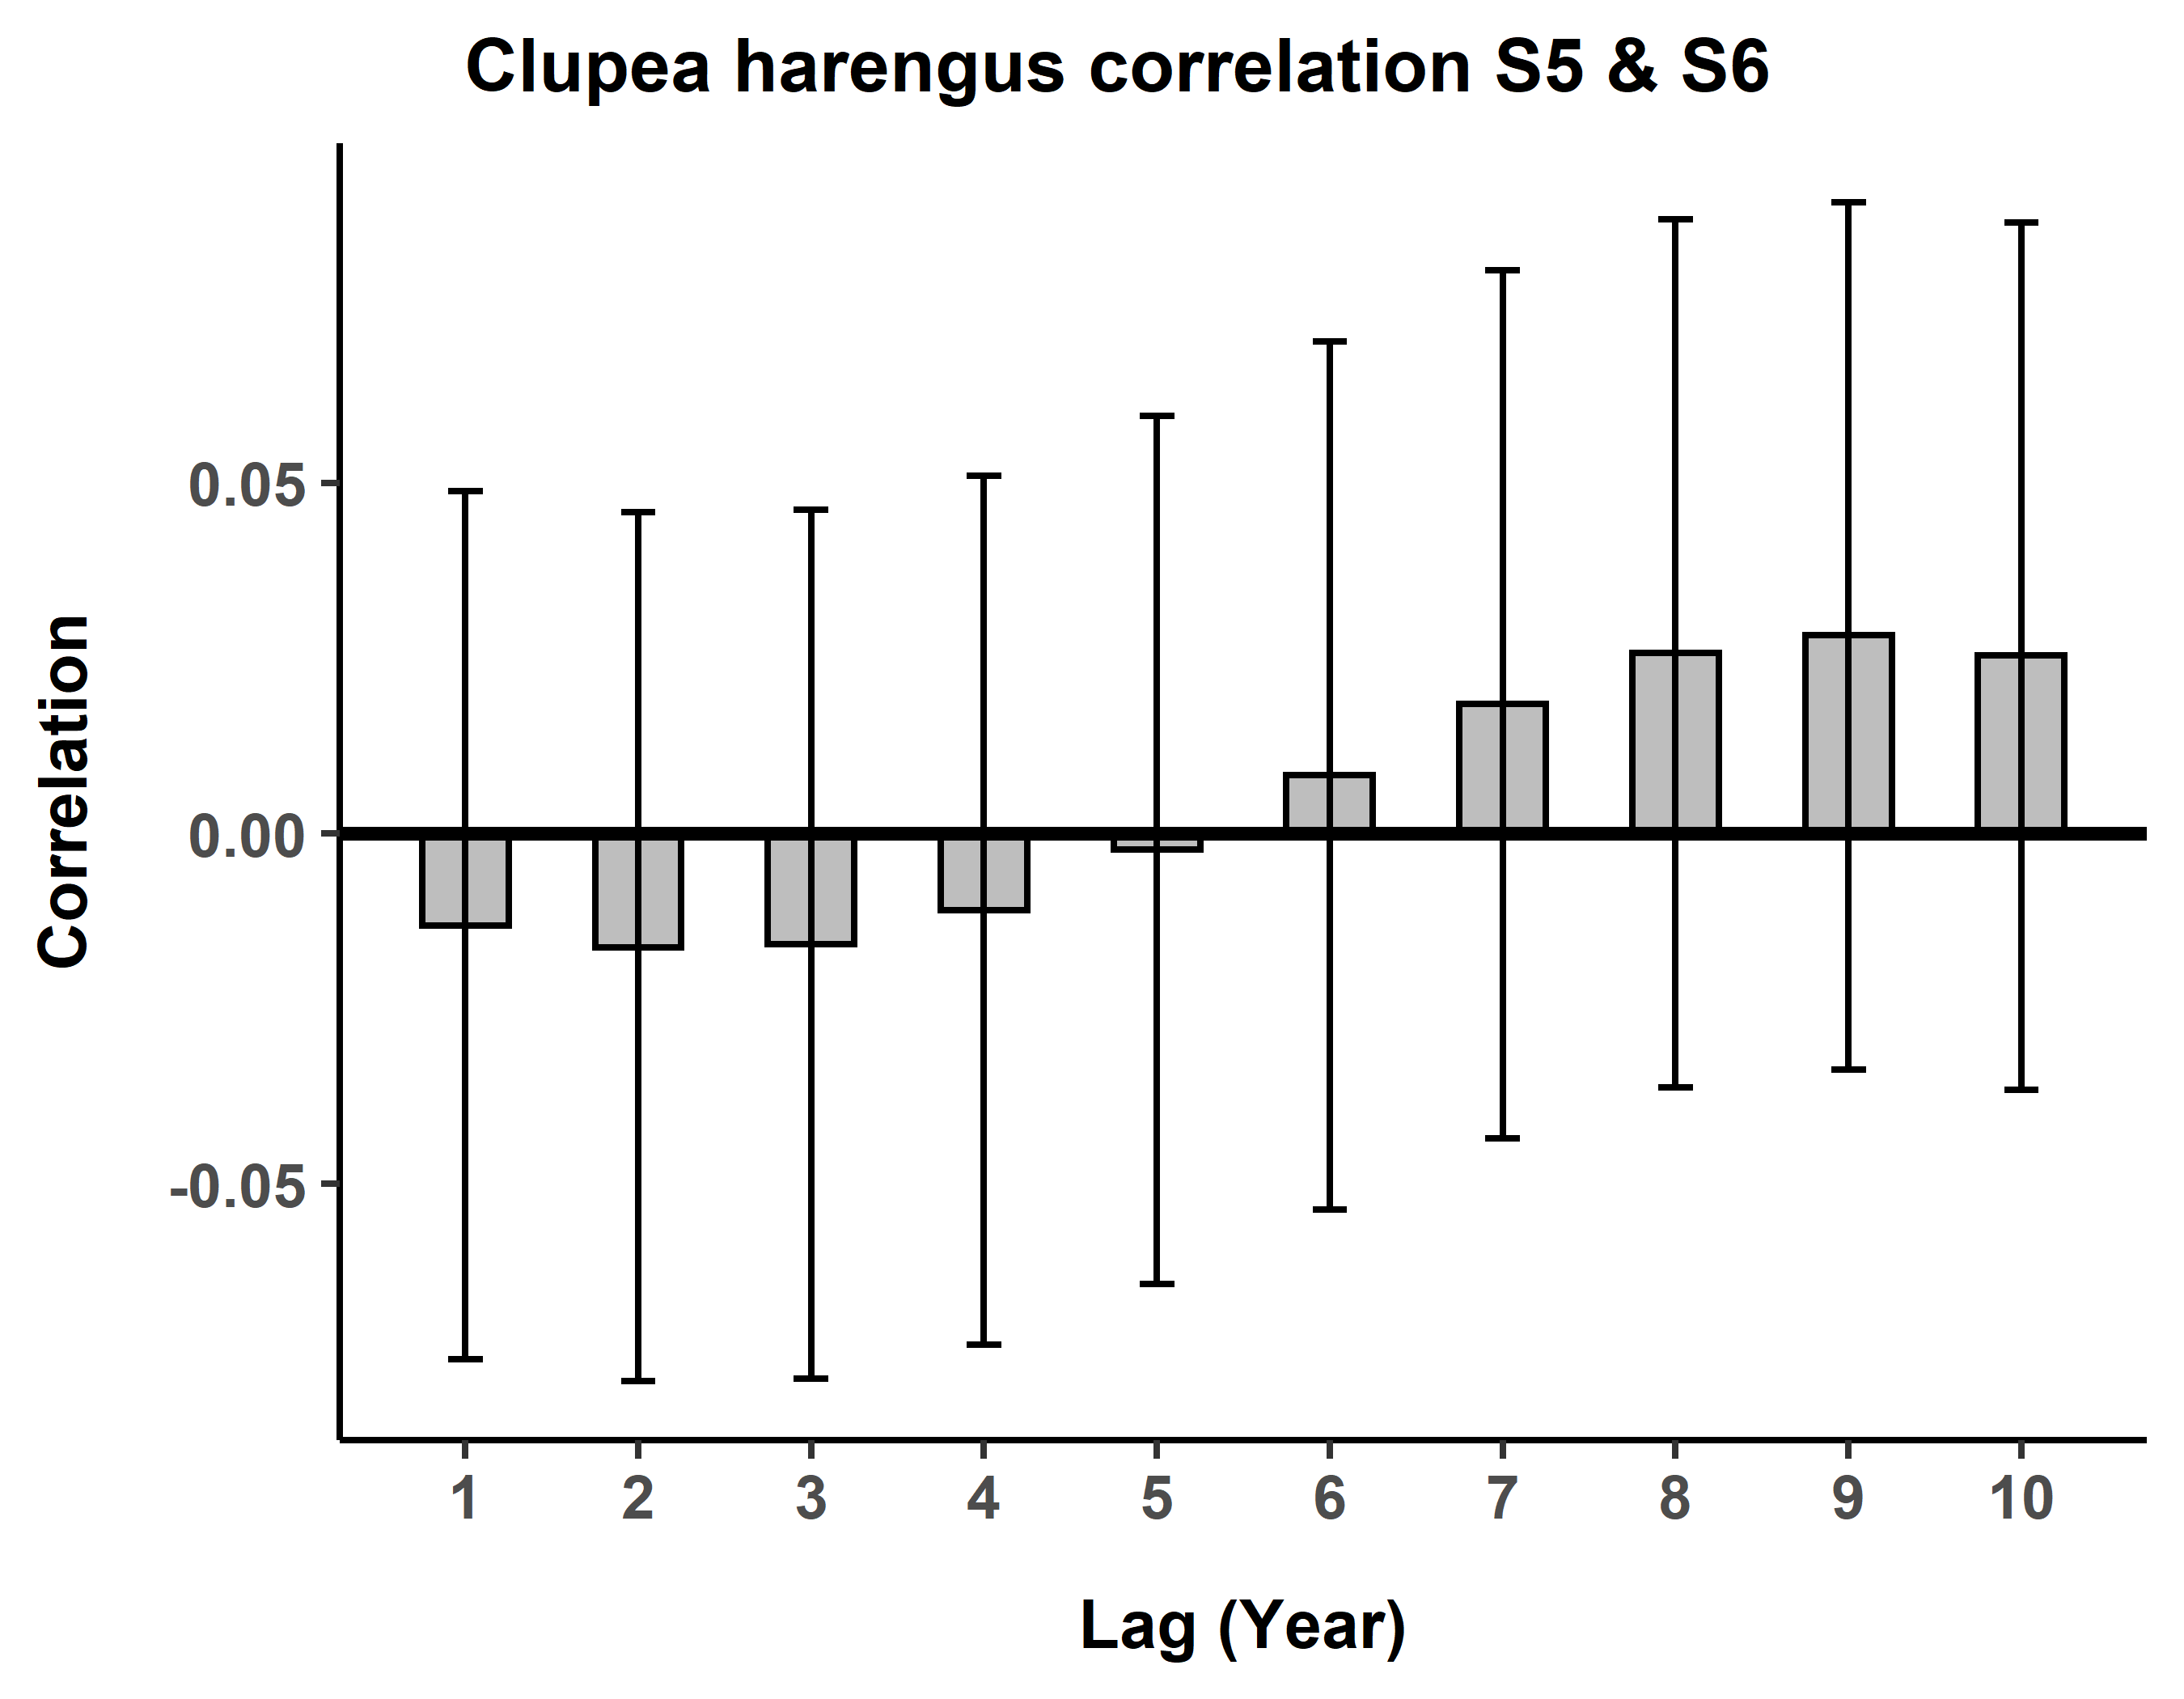 Clupea harengus correlation S5 & S6
Correlation
0.05
0.00
-0.05
1 2 3 4 5 6 7 8 9 10
Lag (Year)